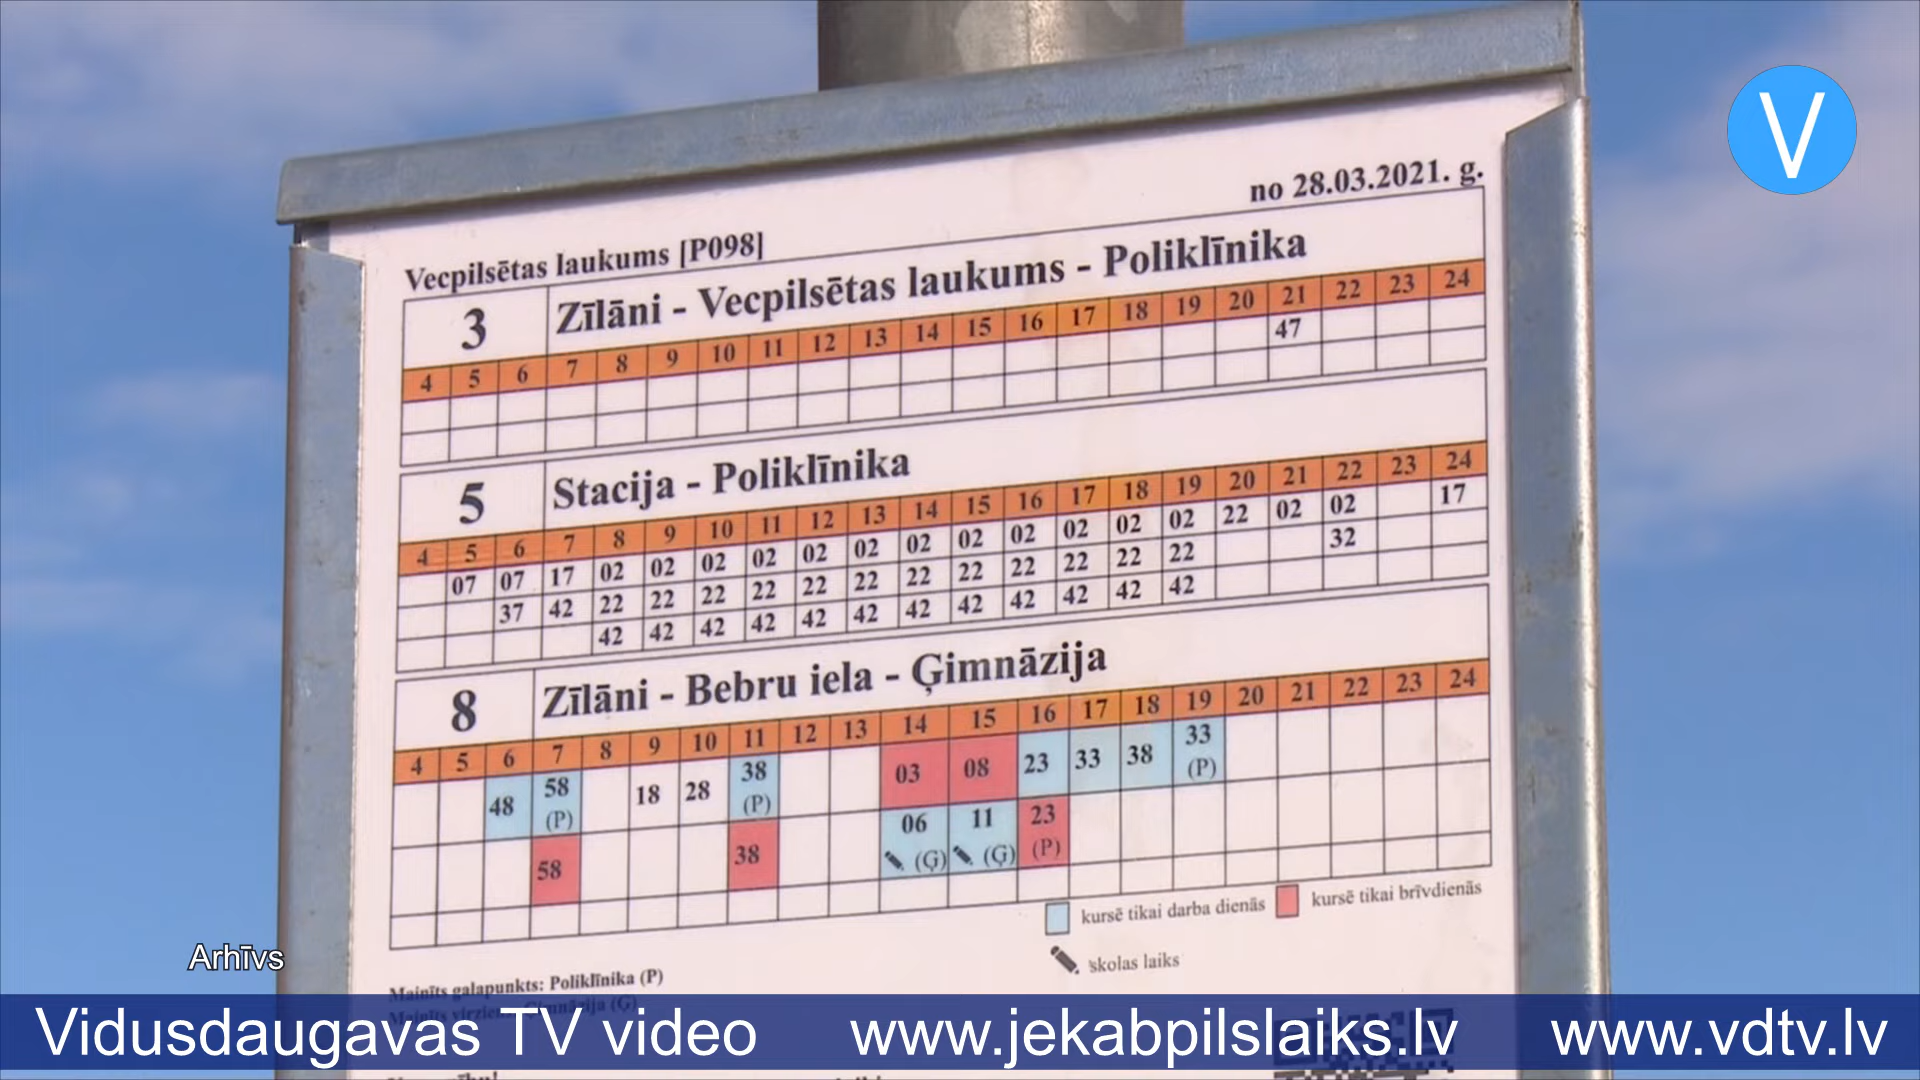 V
no 28.03.2021. g.
Vecpilsētas laukums [P098]
3 Zīlāni - Vecpilsētas laukums - Poliklīnika
4 5 6 7 8 9 10 11 12 13 14 15 16 17 18 19 20 21 22 23 24
47
5 Stacija - Poliklīnika
4 5 6 7 8 9 10 11 12 13 14 15 16 17 18 19 20 21 22 23 24
07 07 17 02 02 02 02 02 02 02 02 02 02 02 02 22 02 02 17
37 42 22 22 22 22 22 22 22 22 22 22 22 22 32
42 42 42 42 42 42 42 42 42 42 42 42
8 Zīlāni - Bebru iela - Ģimnāzija
4 5 6 7 8 9 10 11 12 13 14 15 16 17 18 19 20 21 22 23 24
48 58 (P) 18 28 38 (P) 03 08 23 33 38 33 (P)
58 38 06 (Ģ) 11 (Ģ) 23 (P)
kursē tikai darba dienās kursē tikai brīvdienās
skolas laiks
Arhīvs
Mainīts galapunkts: Poliklīnika (P)
Mainīts virziens: Ģimnāzija (Ģ)
Vidusdaugavas TV video www.jekabpilslaiks.lv www.vdtv.lv